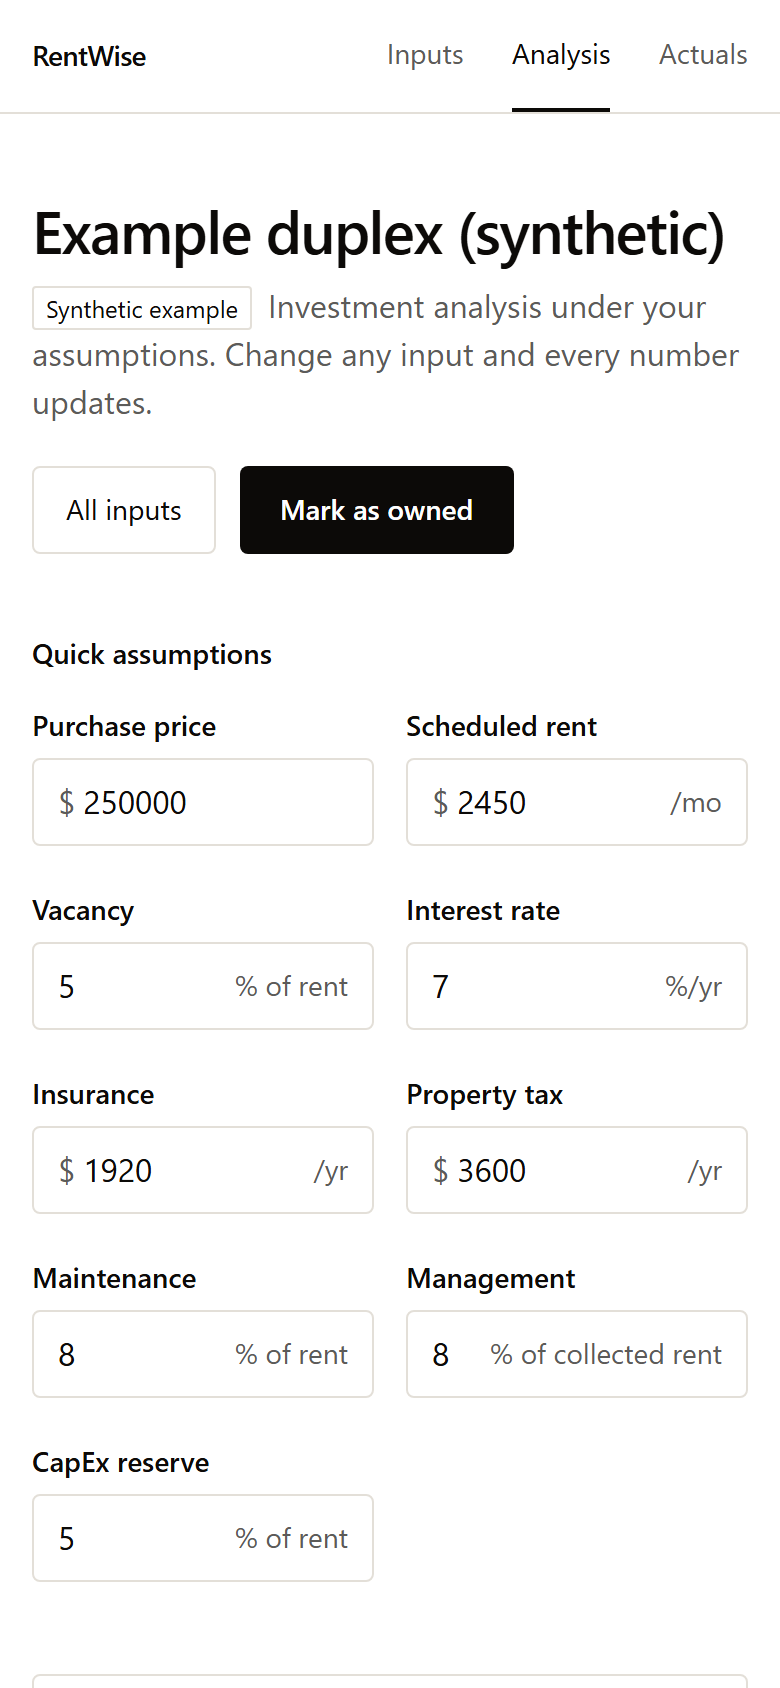 RentWise Inputs Analysis Actuals
Example duplex (synthetic)
Synthetic example Investment analysis under your
assumptions. Change any input and every number
updates.
All inputs Mark as owned
Quick assumptions
Purchase price Scheduled rent
$ 250000 $ 2450 /mo
Vacancy Interest rate
5 % of rent 7 %/yr
Insurance Property tax
$ 1920 /yr $ 3600 /yr
Maintenance Management
8 % of rent 8 % of collected rent
CapEx reserve
5 % of rent